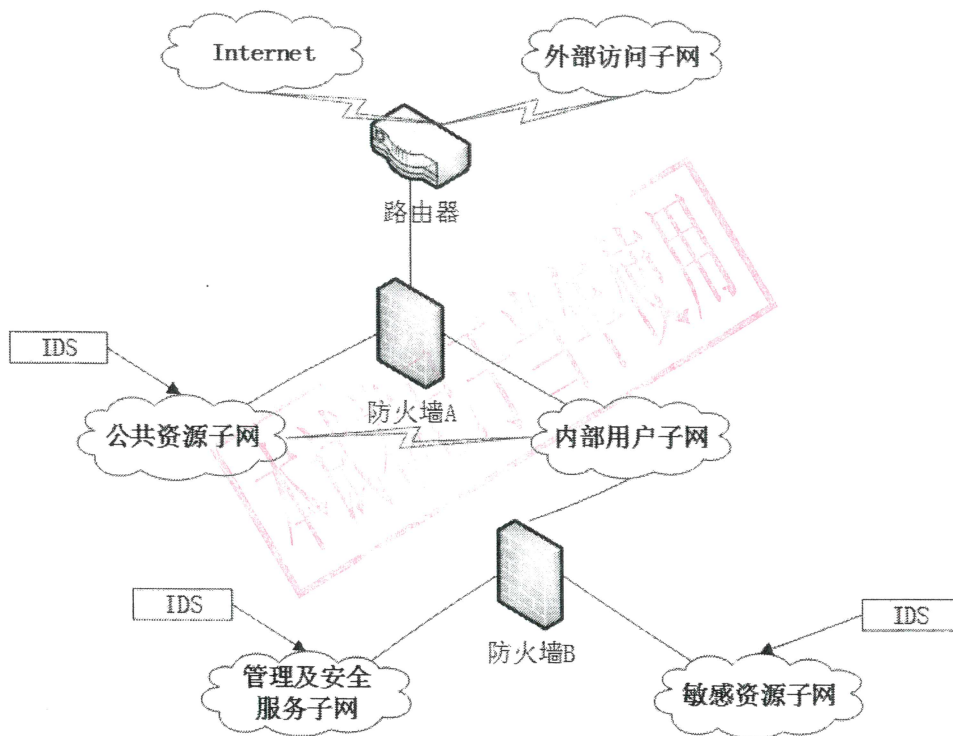 Internet
外部访问子网
路由器
IDS
防火墙A
公共资源子网
内部用户子网
IDS
IDS
防火墙B
管理及安全
服务子网
敏感资源子网